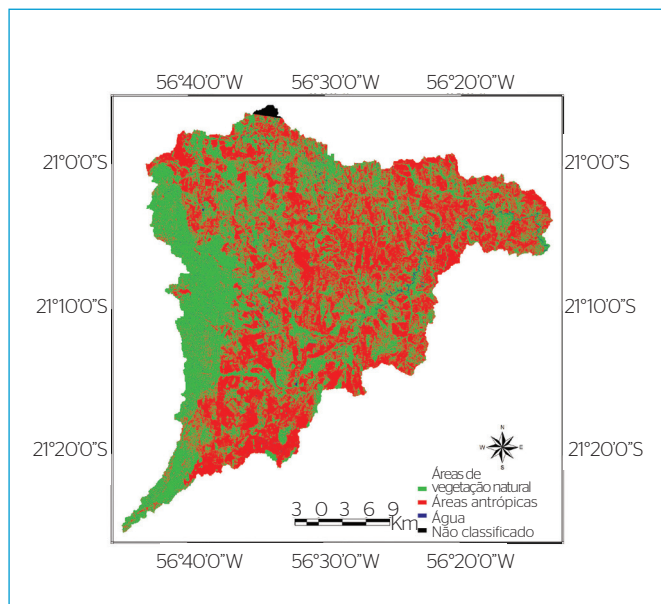 56°40'0"W 56°30'0"W 56°20'0"W
21°0'0"S 21°0'0"S
21°10'0"S 21°10'0"S
21°20'0"S 21°20'0"S
N
E
S
Áreas de
vegetação natural
Áreas antrópicas
Água
Não classificado
3 0 3 6 9
Km
56°40'0"W 56°30'0"W 56°20'0"W